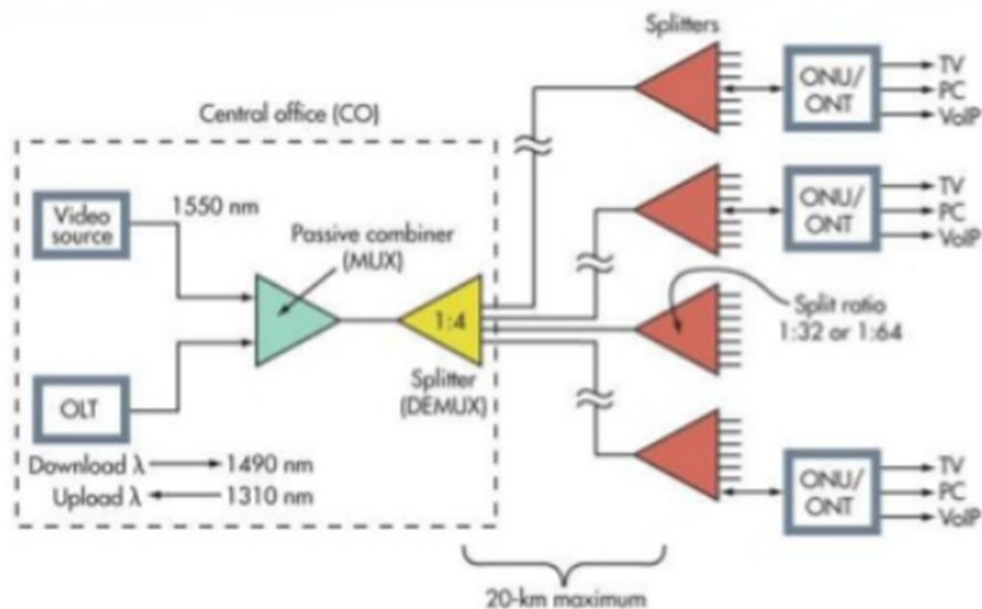 Splitters
ONU/
ONT
TV
PC
VoIP
Central office (CO)
Video
source
1550 nm
Passive combiner
(MUX)
ONU/
ONT
TV
PC
VoIP
1:4
Split ratio
1:32 or 1:64
OLT
Splitter
(DEMUX)
Download λ 1490 nm
Upload λ 1310 nm
ONU/
ONT
TV
PC
VoIP
20-km maximum